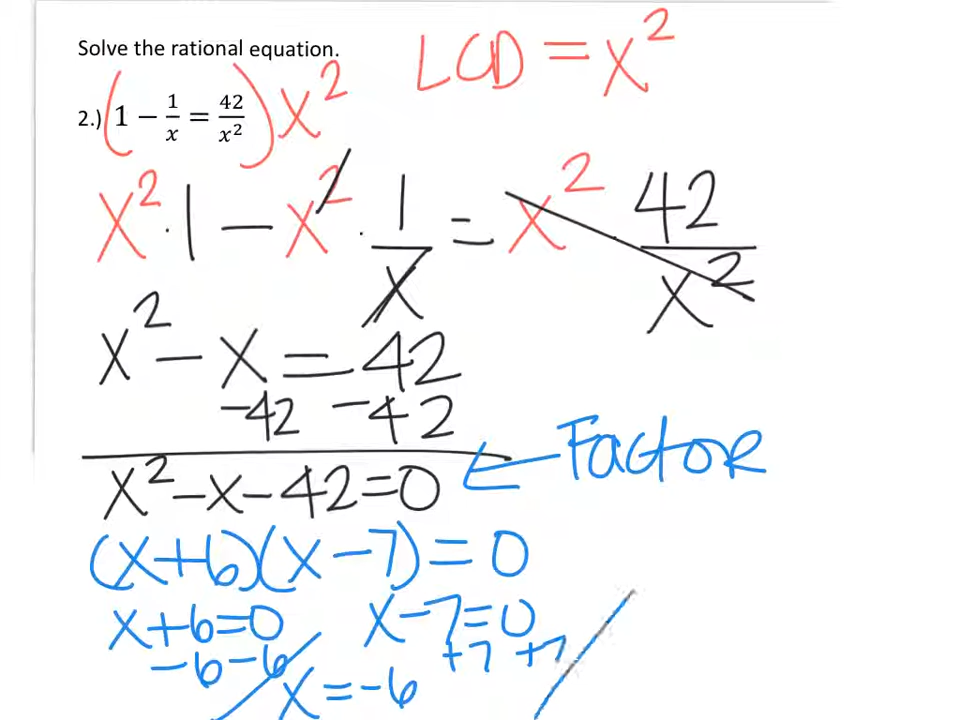 Solve the rational equation.
LCD = x²
2.) (1 − 1/x = 42/x²) x²
x² · 1 − x² · 1/x = x² 42/x²
x² − x = 42
−42 −42
x² − x − 42 = 0 ← Factor
(x+6)(x−7) = 0
x+6=0 x−7=0
−6 −6 +7 +7
x = −6